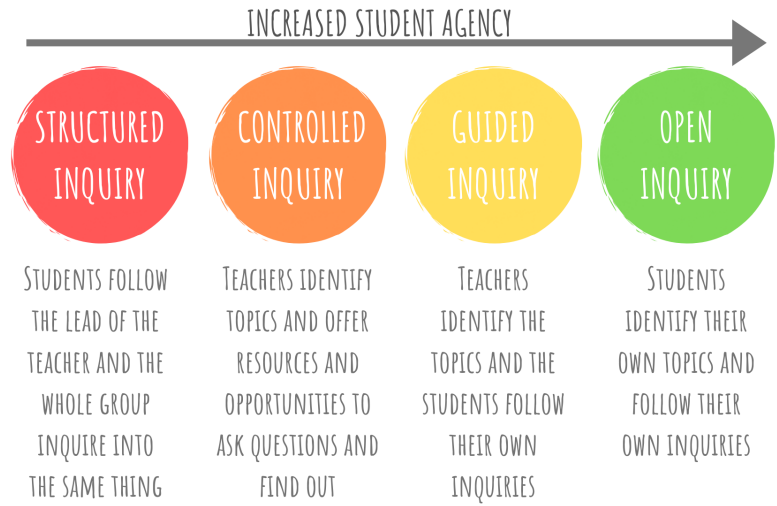 INCREASED STUDENT AGENCY
STRUCTURED
INQUIRY
STUDENTS FOLLOW
THE LEAD OF THE
TEACHER AND THE
WHOLE GROUP
INQUIRE INTO
THE SAME THING
CONTROLLED
INQUIRY
TEACHERS IDENTIFY
TOPICS AND OFFER
RESOURCES AND
OPPORTUNITIES TO
ASK QUESTIONS AND
FIND OUT
GUIDED
INQUIRY
TEACHERS
IDENTIFY THE
TOPICS AND THE
STUDENTS FOLLOW
THEIR OWN
INQUIRIES
OPEN
INQUIRY
STUDENTS
IDENTIFY THEIR
OWN TOPICS AND
FOLLOW THEIR
OWN INQUIRIES